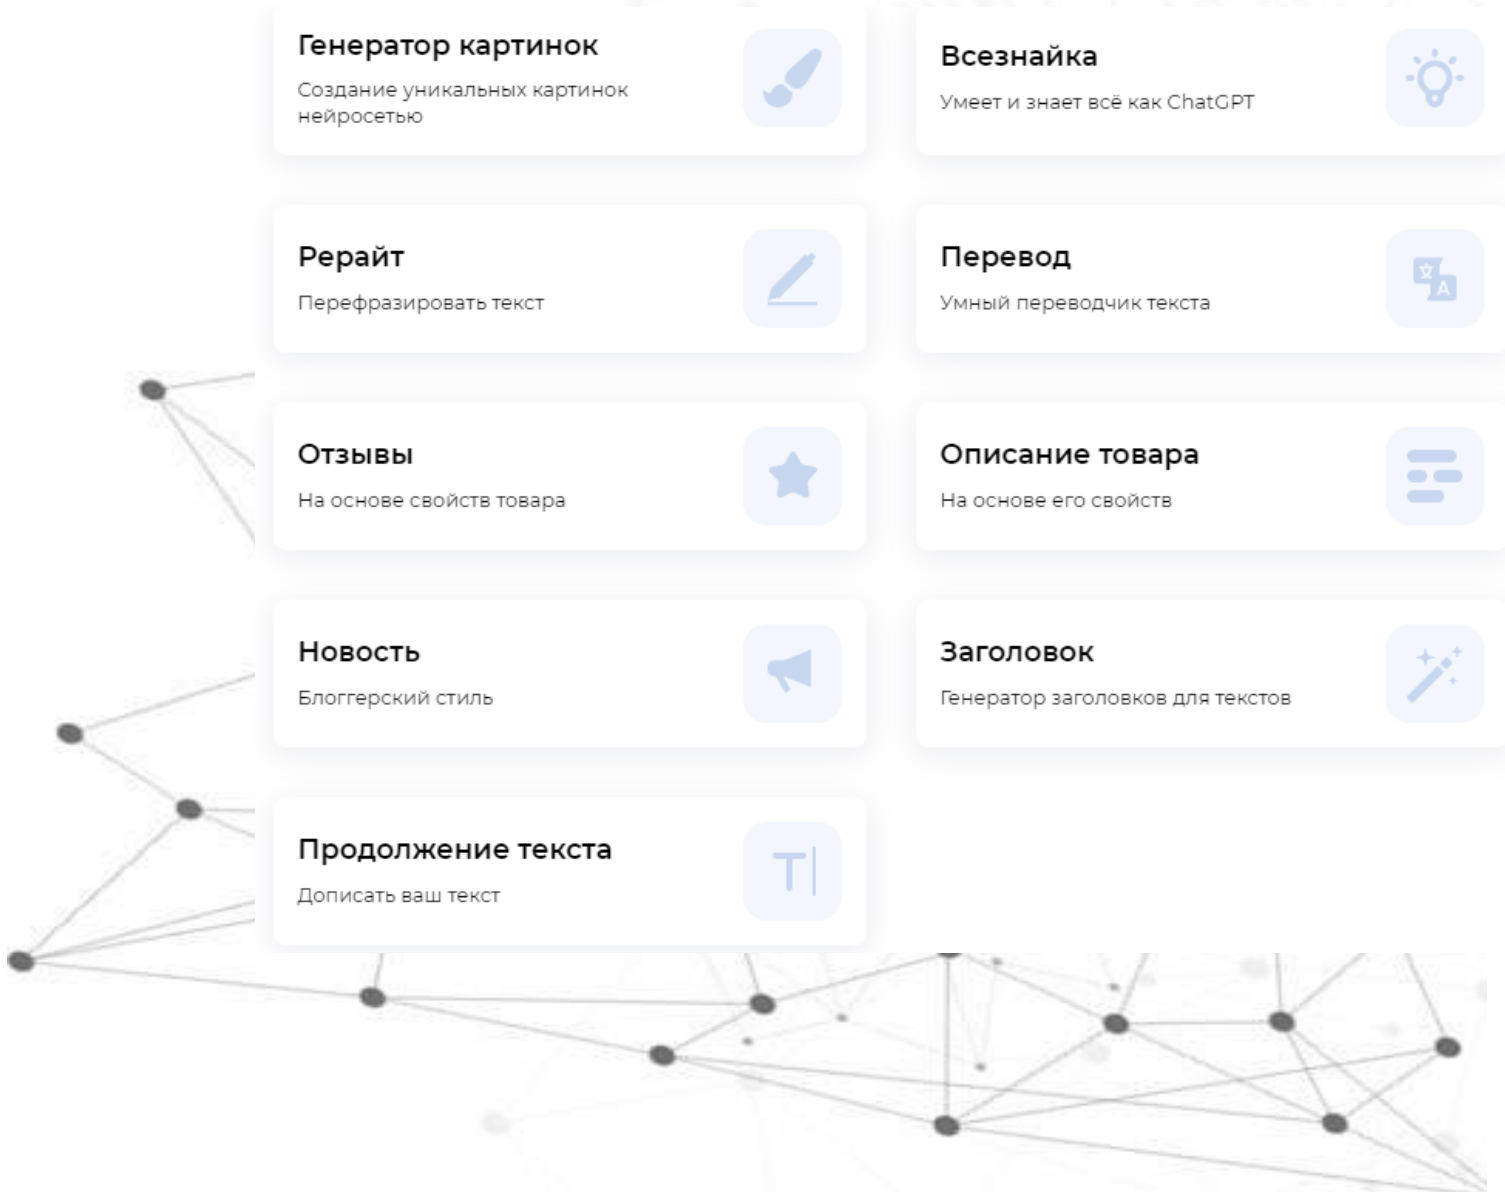 Генератор картинок
Создание уникальных картинок
нейросетью
Всезнайка
Умеет и знает всё как ChatGPT
Рерайт
Перефразировать текст
Перевод
Умный переводчик текста
Отзывы
На основе свойств товара
Описание товара
На основе его свойств
Новость
Блоггерский стиль
Заголовок
Генератор заголовков для текстов
Продолжение текста
Дописать ваш текст